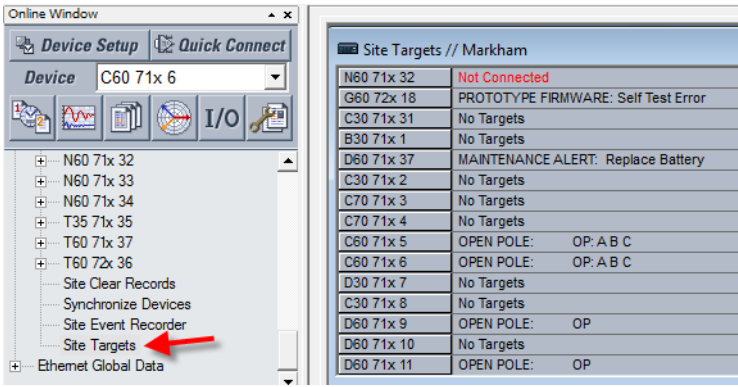 Online Window
Device Setup Quick Connect
Device C60 71x 6
I/O
N60 71x 32
N60 71x 33
N60 71x 34
T35 71x 35
T60 71x 37
T60 72x 36
Site Clear Records
Synchronize Devices
Site Event Recorder
Site Targets
Ethernet Global Data
Site Targets // Markham
N60 71x 32 Not Connected
G60 72x 18 PROTOTYPE FIRMWARE: Self Test Error
C30 71x 31 No Targets
B30 71x 1 No Targets
D60 71x 37 MAINTENANCE ALERT: Replace Battery
C30 71x 2 No Targets
C70 71x 3 No Targets
C70 71x 4 No Targets
C60 71x 5 OPEN POLE: OP: A B C
C60 71x 6 OPEN POLE: OP: A B C
D30 71x 7 No Targets
C30 71x 8 No Targets
D60 71x 9 OPEN POLE: OP
D60 71x 10 No Targets
D60 71x 11 OPEN POLE: OP